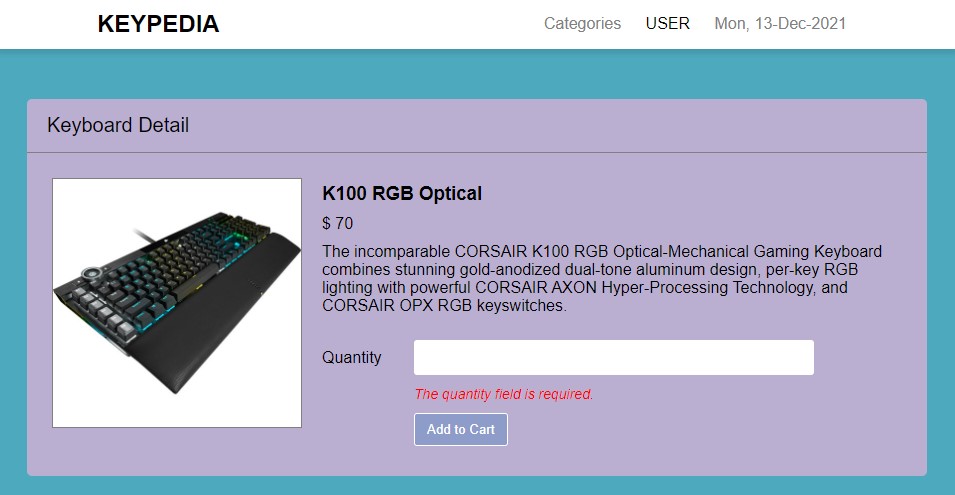 KEYPEDIA
Categories USER Mon, 13-Dec-2021
Keyboard Detail
K100 RGB Optical
$ 70
The incomparable CORSAIR K100 RGB Optical-Mechanical Gaming Keyboard
combines stunning gold-anodized dual-tone aluminum design, per-key RGB
lighting with powerful CORSAIR AXON Hyper-Processing Technology, and
CORSAIR OPX RGB keyswitches.
Quantity
The quantity field is required.
Add to Cart